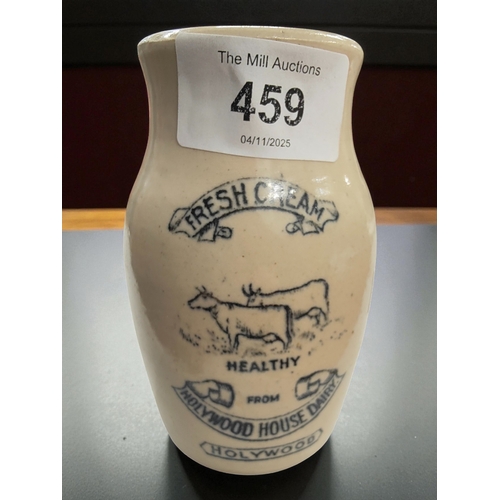 The Mill Auctions
459
04/11/2025
FRESH CREAM
HEALTHY
FROM
HOLYWOOD HOUSE DAIRY
HOLYWOOD